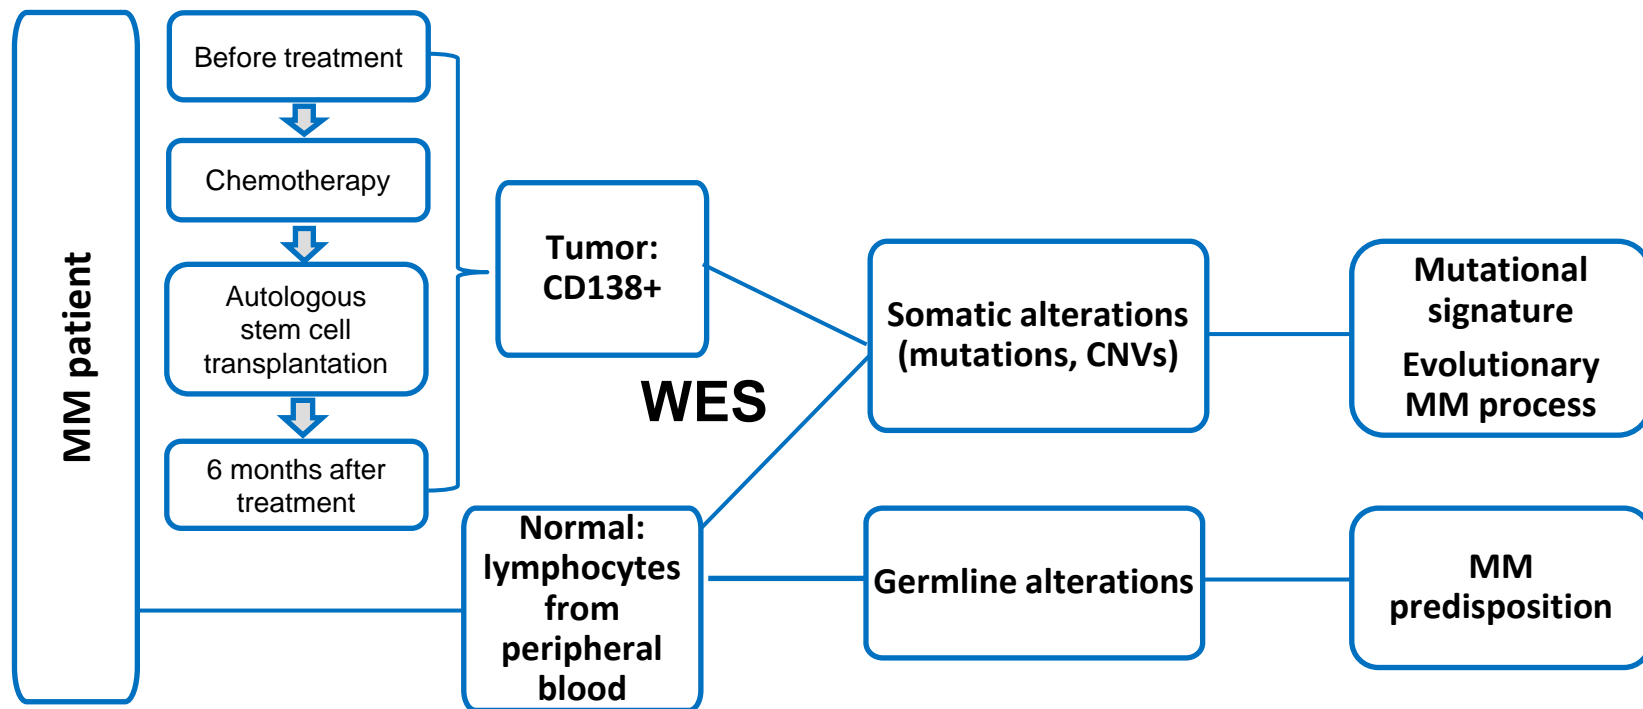 MM patient
Before treatment
Chemotherapy
Autologous
stem cell
transplantation
6 months after
treatment
Tumor:
CD138+
WES
Normal:
lymphocytes
from
peripheral
blood
Somatic alterations
(mutations, CNVs)
Germline alterations
Mutational
signature
Evolutionary
MM process
MM
predisposition